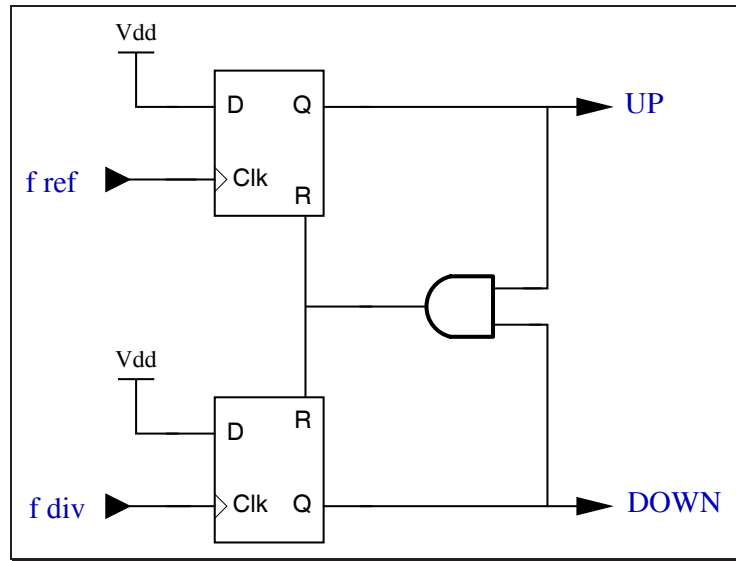 Vdd
D Q UP
f ref Clk
R
Vdd
R
D
f div Clk Q DOWN